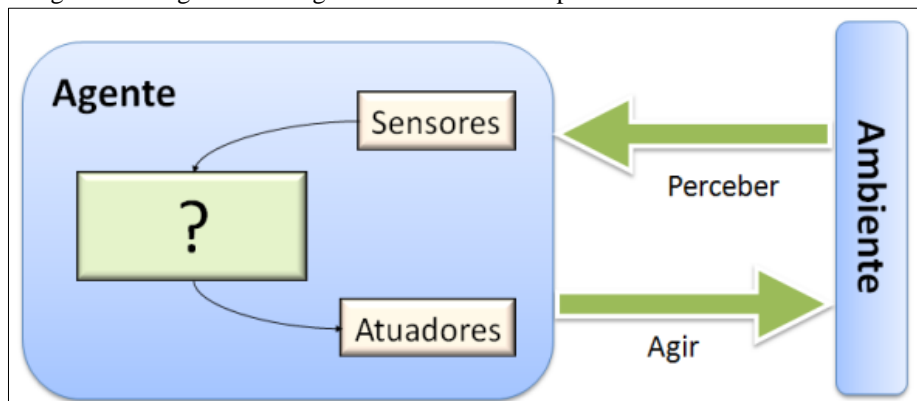 Agente
Sensores
?
Atuadores
Perceber
Agir
Ambiente